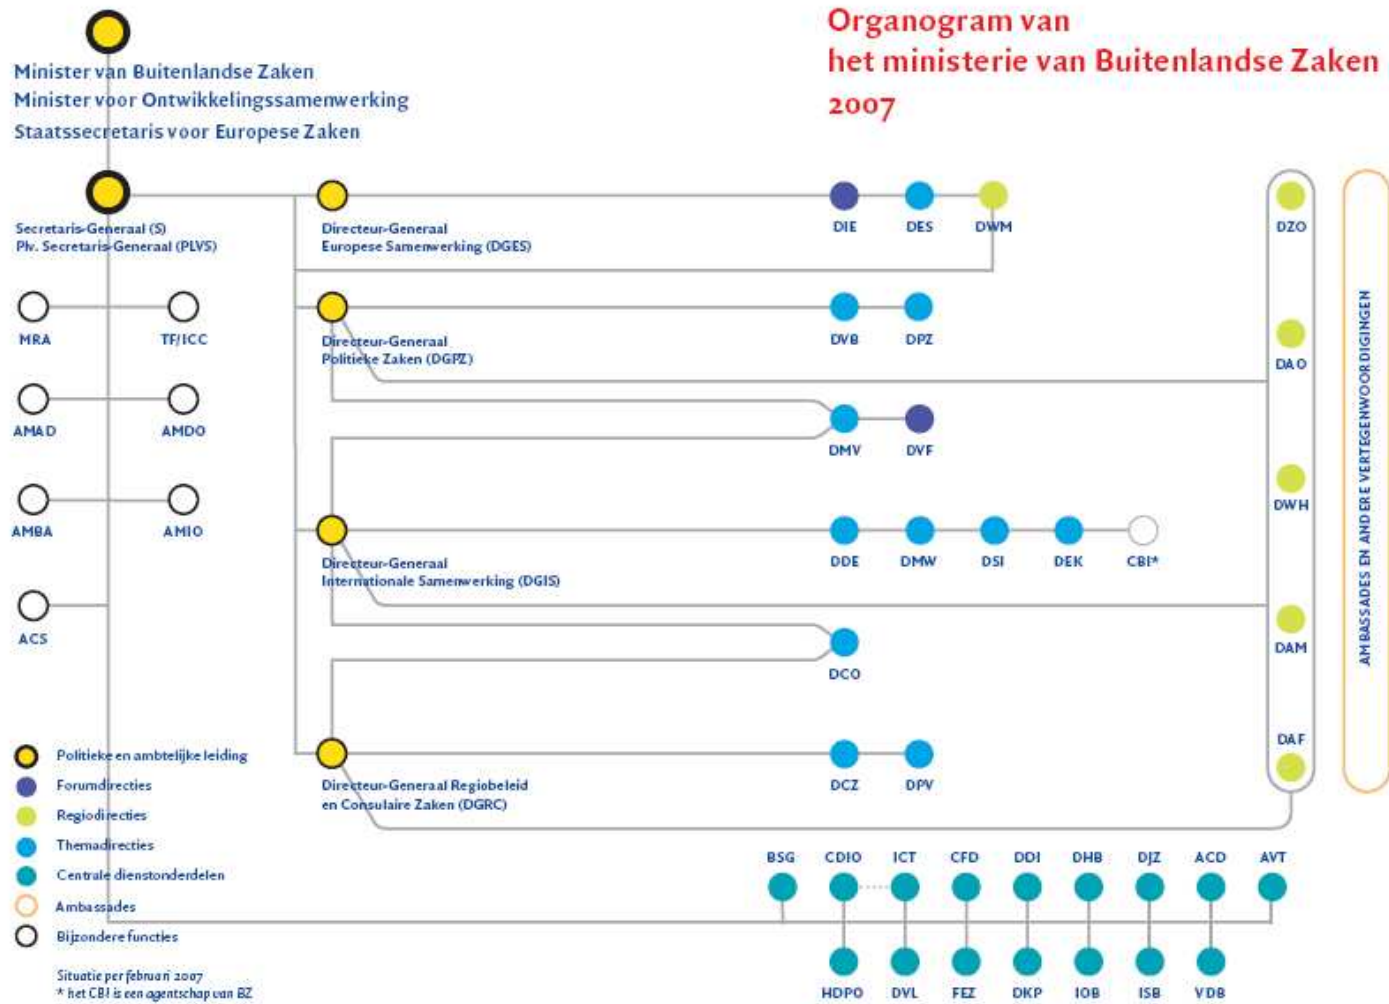 Organogram van
het ministerie van Buitenlandse Zaken
2007
Minister van Buitenlandse Zaken
Minister voor Ontwikkelingssamenwerking
Staatssecretaris voor Europese Zaken
Secretaris-Generaal (S)
Plv. Secretaris-Generaal (PLVS)
Directeur-Generaal
Europese Samenwerking (DGES)
DIE DES DWM
DZO
MRA TF/ICC
Directeur-Generaal
Politieke Zaken (DGPZ)
DVB DPZ
DAO
AMAD AMDO
DMV DVF
DWH
AMBA AMIO
Directeur-Generaal
Internationale Samenwerking (DGIS)
DDE DMW DSI DEK CBI*
ACS
DCO
DAM
DAF
Directeur-Generaal Regiobeleid
en Consulaire Zaken (DGRC)
DCZ DPV
AMBASSADES EN ANDERE VERTEGENWOORDIGINGEN
Politieke en ambtelijke leiding
Forumdirecties
Regiodirecties
Themadirecties
Centrale dienstonderdelen
Ambassades
Bijzondere functies
Situatie per februari 2007
* het CBI is een agentschap van BZ
BSG CDIO ICT CFD DDI DHB DJZ ACD AVT
HDPO DVL FEZ DKP IOB ISB VDB